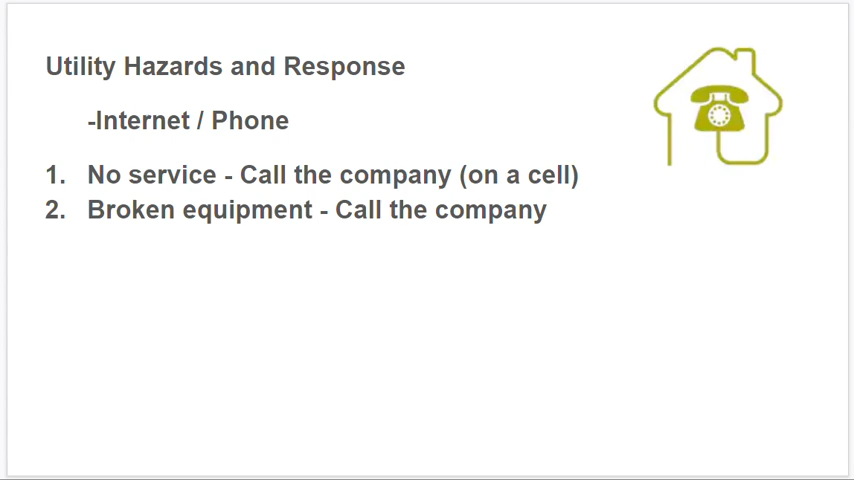 Utility Hazards and Response
-Internet / Phone
1. No service - Call the company (on a cell)
2. Broken equipment - Call the company